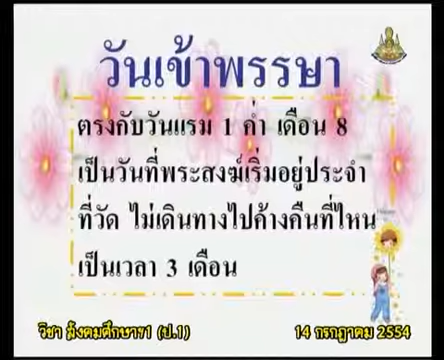 วันเข้าพรรษา
ตรงกับวันแรม 1 ค่ำ เดือน 8
เป็นวันที่พระสงฆ์เริ่มอยู่ประจำ
ที่วัด ไม่เดินทางไปค้างคืนที่ไหน
เป็นเวลา 3 เดือน
วิชา สังคมศึกษาฯ1 (ป.1) 14 กรกฎาคม 2554